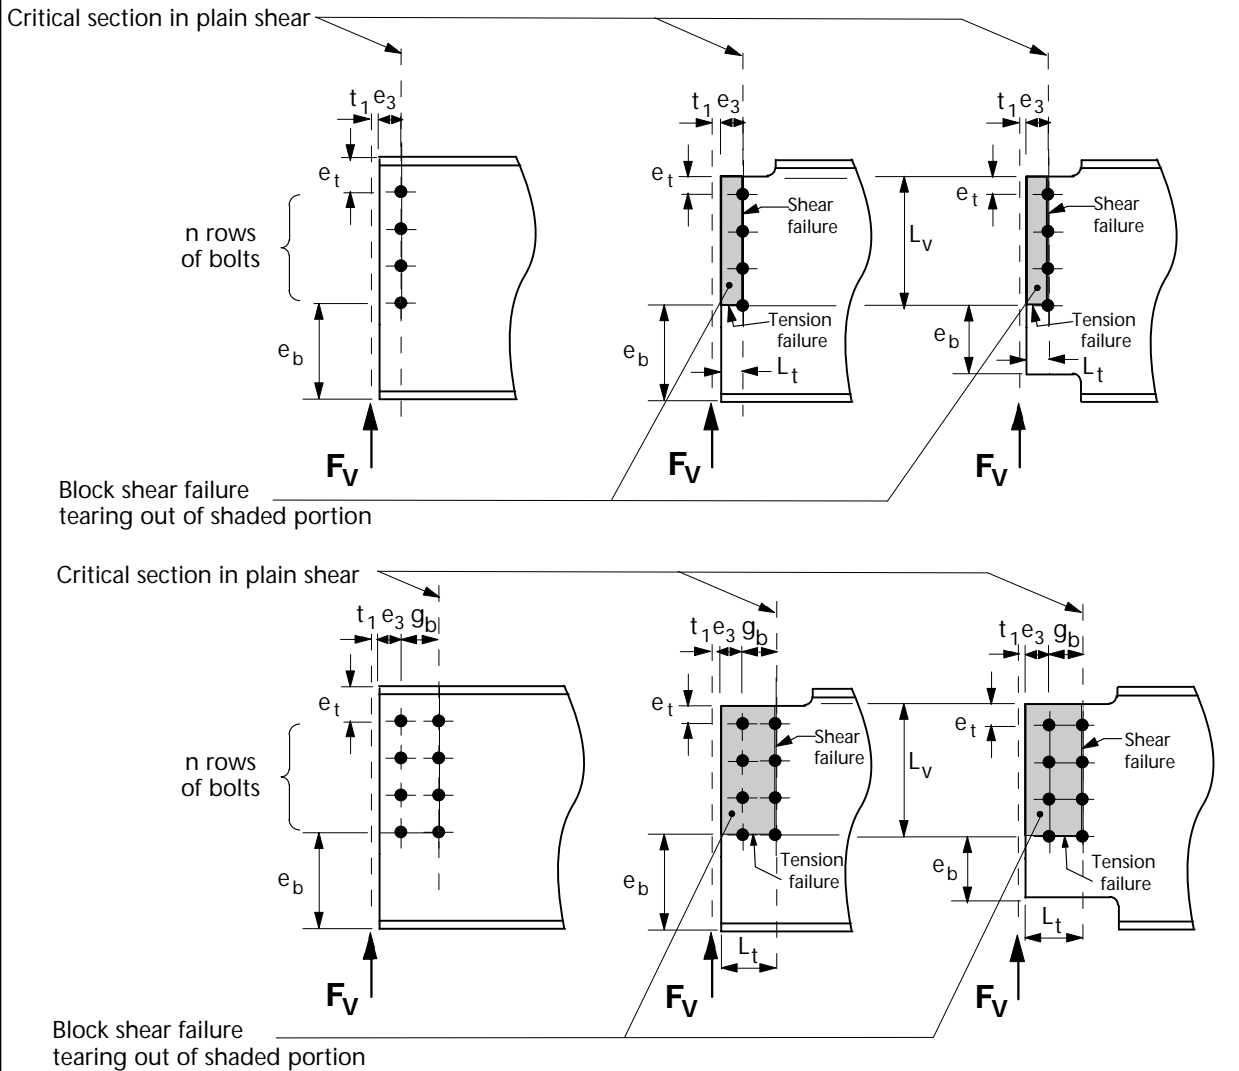 Critical section in plain shear
t1 e3
t1 e3
t1 e3
et
et
et
n rows
of bolts
Shear
failure
Shear
failure
Lv
Tension
failure
Tension
failure
eb
eb
eb
Lt
Lt
FV
FV
FV
Block shear failure
tearing out of shaded portion
Critical section in plain shear
t1 e3 gb
t1 e3 gb
t1 e3 gb
et
et
et
n rows
of bolts
Shear
failure
Shear
failure
Lv
Tension
failure
Tension
failure
eb
eb
eb
Lt
Lt
FV
FV
FV
Block shear failure
tearing out of shaded portion